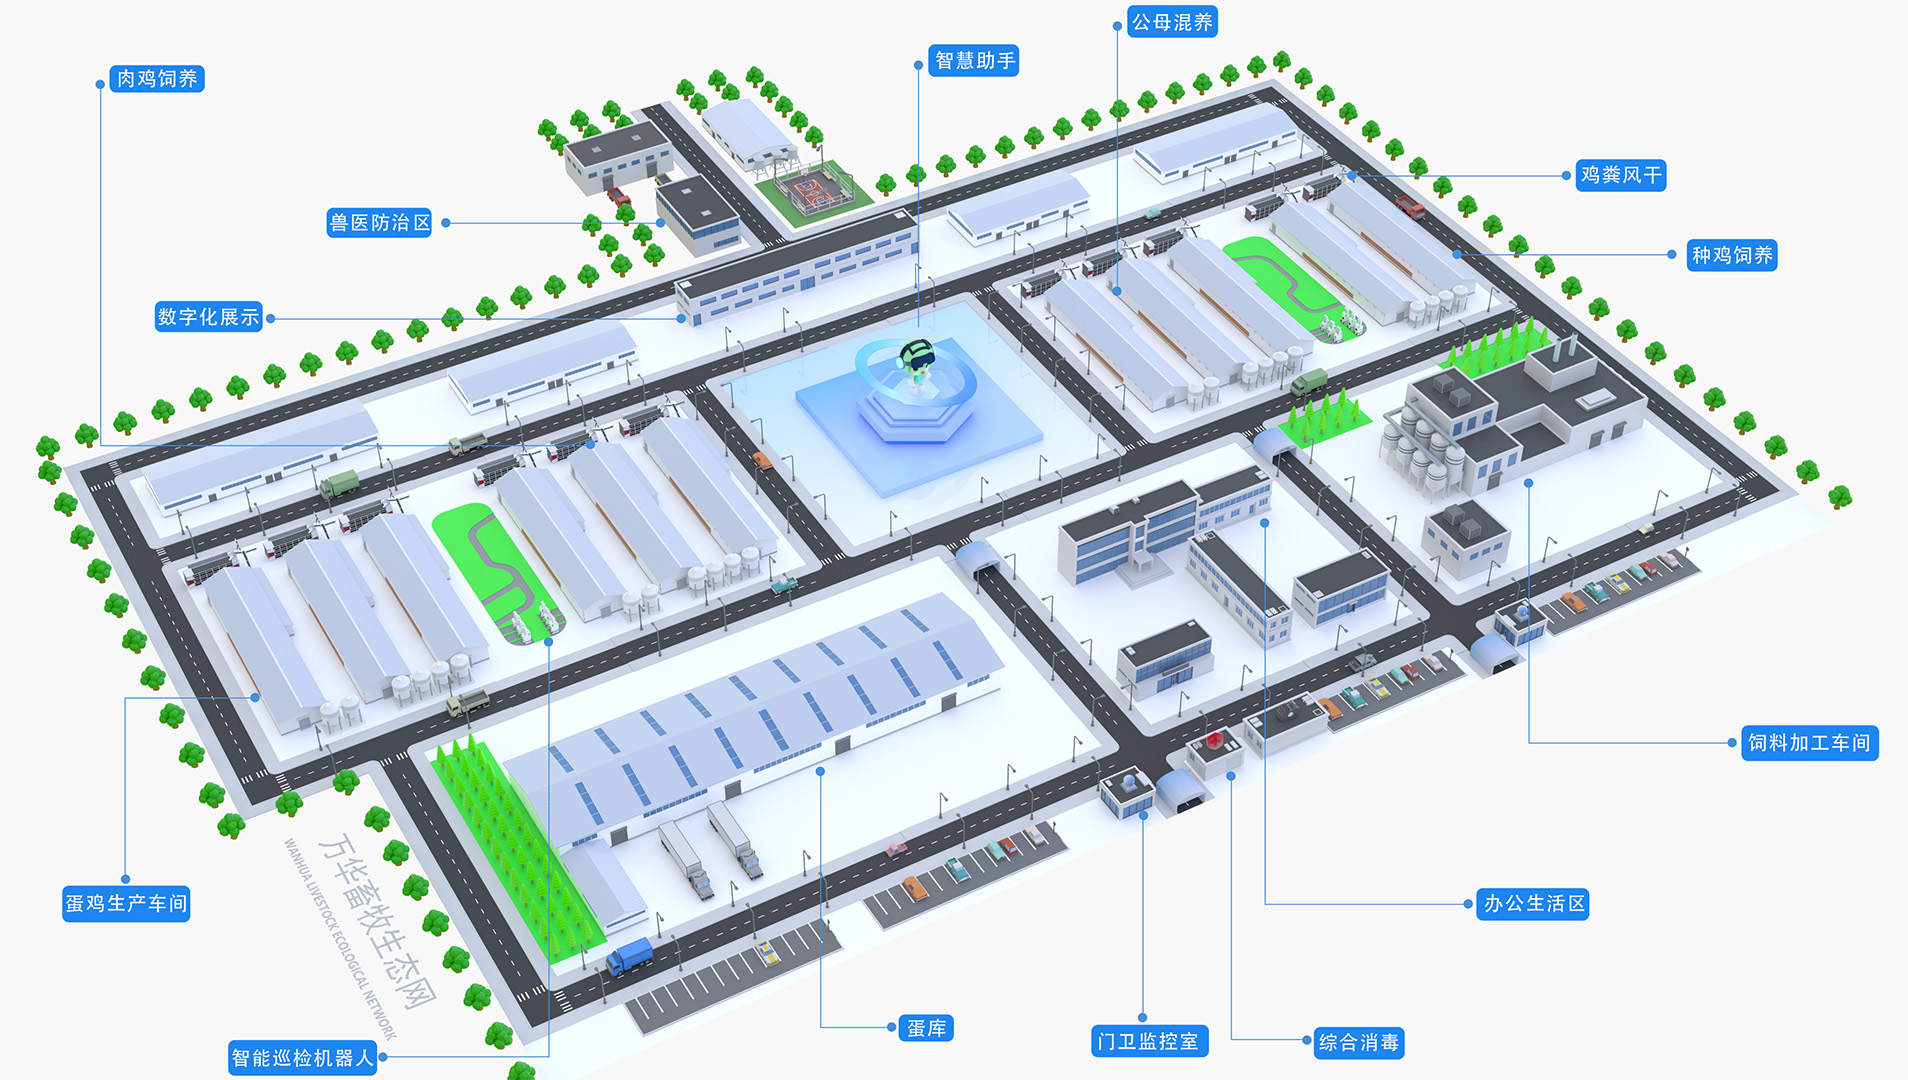 公母混养
智慧助手
肉鸡饲养
鸡粪风干
兽医防治区
种鸡饲养
数字化展示
饲料加工车间
蛋鸡生产车间
办公生活区
万华畜牧生态网
WANHUA LIVESTOCK ECOLOGICAL NETWORK
蛋库
门卫监控室
综合消毒
智能巡检机器人